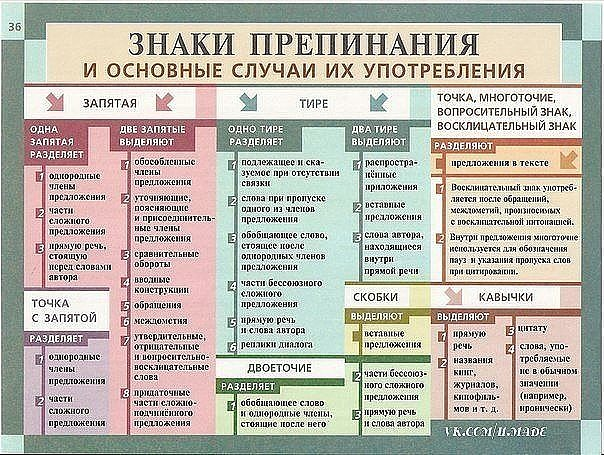 36
ЗНАКИ ПРЕПИНАНИЯ
И ОСНОВНЫЕ СЛУЧАИ ИХ УПОТРЕБЛЕНИЯ
ЗАПЯТАЯ
ОДНА
ЗАПЯТАЯ
РАЗДЕЛЯЕТ
1 однородные
члены
предложения
2 части
сложного
предложения
3 прямую речь,
стоящую
перед словами
автора
ДВЕ ЗАПЯТЫЕ
ВЫДЕЛЯЮТ
1 обособленные
члены
предложения
2 уточняющие,
поясняющие
и присоединитель-
ные члены
предложения
3 сравнительные
обороты
4 вводные
конструкции
5 обращения
6 междометия
7 утвердительные,
отрицательные
и вопросительно-
восклицательные
слова
8 придаточные
части сложно-
подчинённого
предложения
ТОЧКА
С ЗАПЯТОЙ
РАЗДЕЛЯЕТ
1 однородные
члены
предложения
2 части
сложного
предложения
ТИРЕ
ОДНО ТИРЕ
РАЗДЕЛЯЕТ
1 подлежащее и ска-
зуемое при отсутствии
связки
2 слова при пропуске
одного из членов
предложения
3 обобщающее слово,
стоящее после
однородных членов
предложения
4 части бессоюзного
сложного
предложения
5 прямую речь
и слова автора
6 реплики диалога
ДВА ТИРЕ
ВЫДЕЛЯЮТ
1 распростра-
нённые
приложения
2 вставные
предложения
3 слова автора,
находящиеся
внутри
прямой речи
ДВОЕТОЧИЕ
РАЗДЕЛЯЕТ
1 обобщающее слово
и однородные члены,
стоящие после него
СКОБКИ
ВЫДЕЛЯЮТ
1 вставные
предложения
2 части бессоюз-
ного сложного
предложения
3 прямую речь
и слова автора
ТОЧКА, МНОГОТОЧИЕ,
ВОПРОСИТЕЛЬНЫЙ ЗНАК,
ВОСКЛИЦАТЕЛЬНЫЙ ЗНАК
РАЗДЕЛЯЮТ
предложения в тексте
1 Восклицательный знак употреб-
ляется после обращений,
междометий, произносимых
с восклицательной интонацией.
2 Внутри предложения многоточие
используется для обозначения
пауз и указания пропуска слов
при цитировании.
КАВЫЧКИ
ВЫДЕЛЯЮТ
1 прямую
речь
2 названия
книг,
журналов,
кинофиль-
мов и т. д.
3 цитату
4 слова, упо-
требляемые
не в обычном
значении
(например,
иронически)
VK.COM/ILMADE